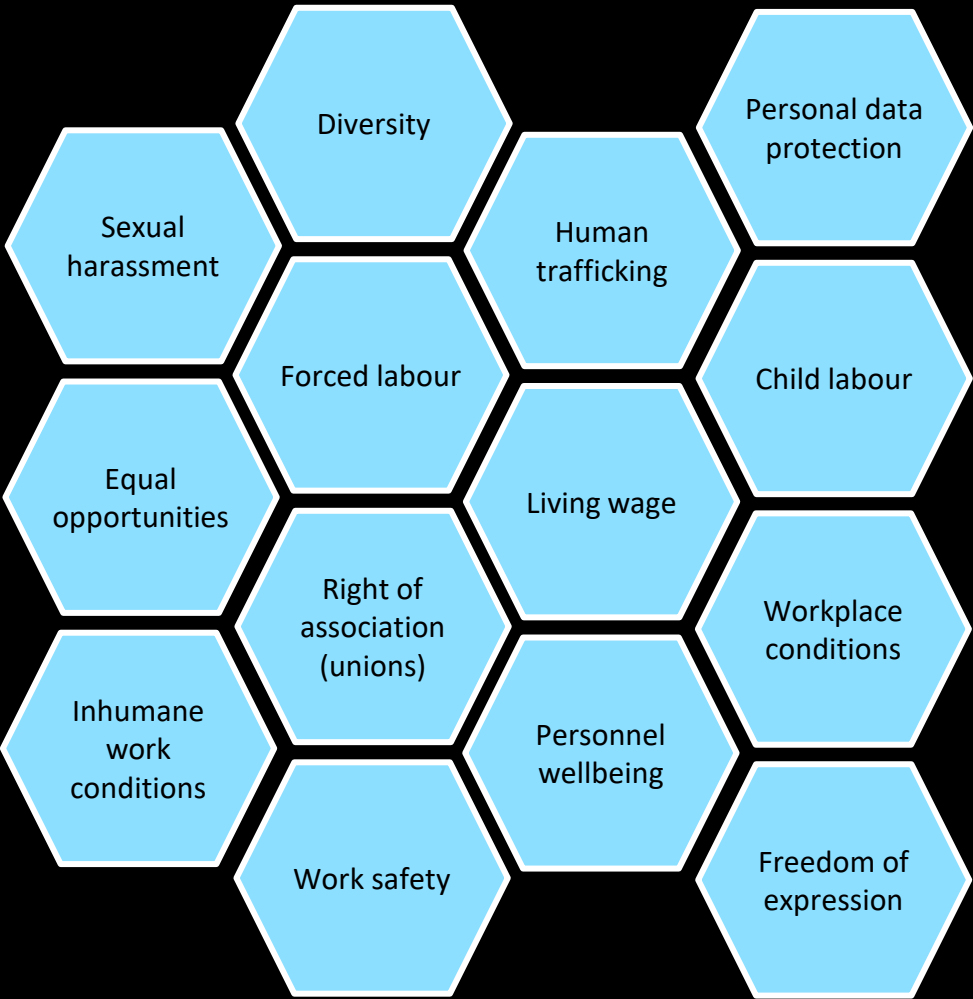 Diversity
Personal data
protection
Sexual
harassment
Human
trafficking
Forced labour
Child labour
Equal
opportunities
Living wage
Right of
association
(unions)
Workplace
conditions
Inhumane
work
conditions
Personnel
wellbeing
Work safety
Freedom of
expression